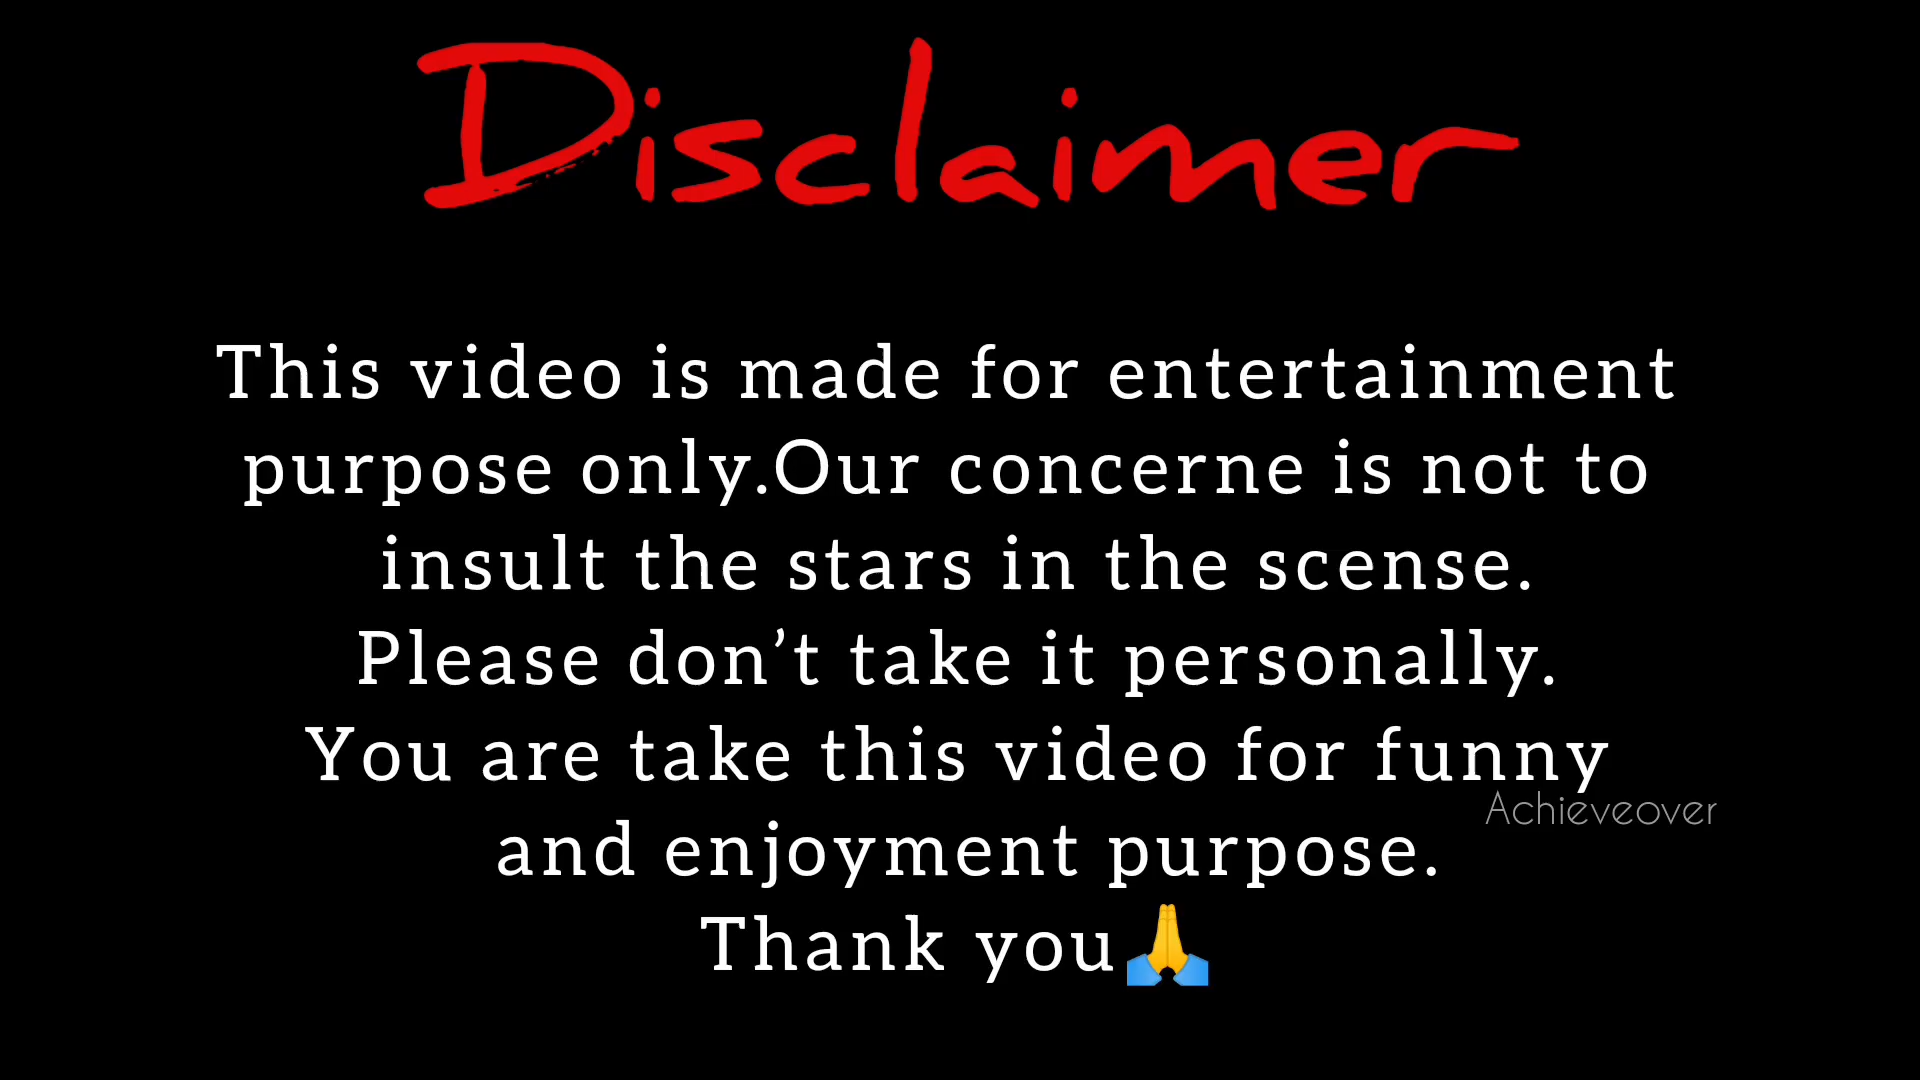 Disclaimer
This video is made for entertainment
purpose only.Our concerne is not to
insult the stars in the scense.
Please don’t take it personally.
You are take this video for funny
Achieveover
and enjoyment purpose.
Thank you🙏